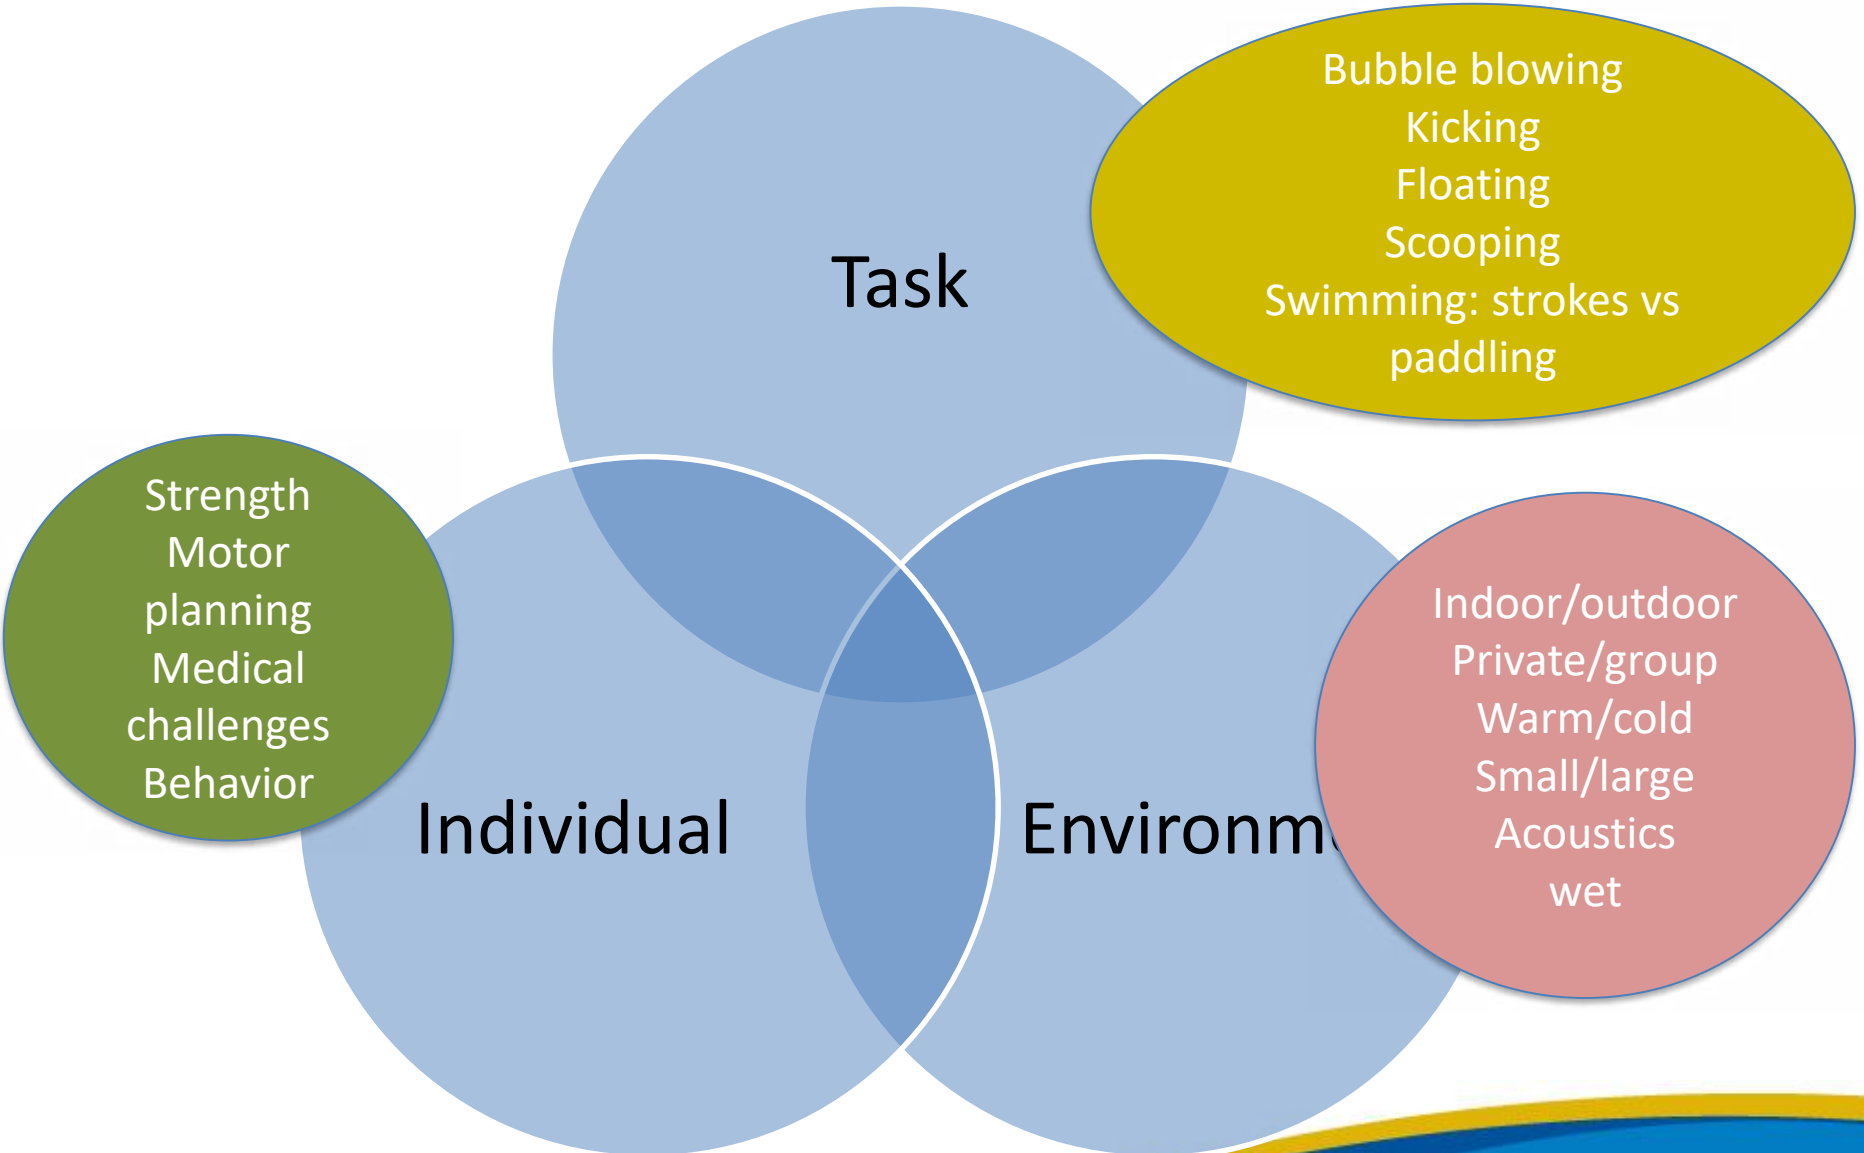 Task
Bubble blowing
Kicking
Floating
Scooping
Swimming: strokes vs
paddling
Strength
Motor
planning
Medical
challenges
Behavior
Individual
Environm
Indoor/outdoor
Private/group
Warm/cold
Small/large
Acoustics
wet